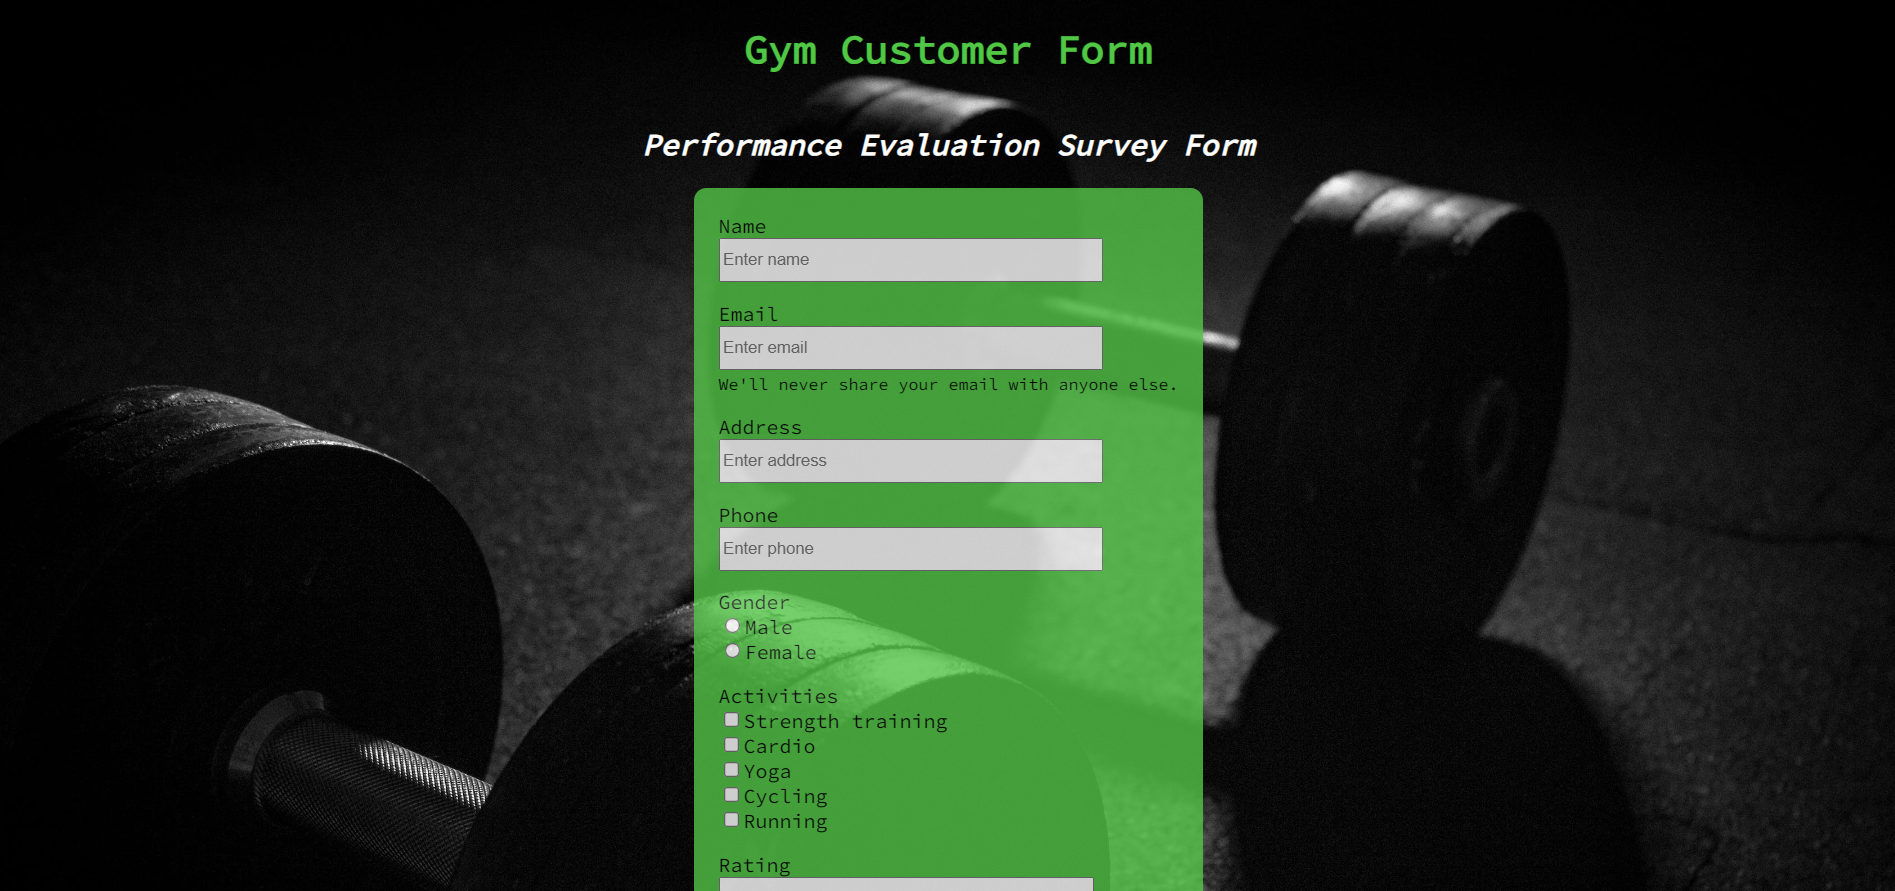 Gym Customer Form
Performance Evaluation Survey Form
Name
Enter name
Email
Enter email
We'll never share your email with anyone else.
Address
Enter address
Phone
Enter phone
Gender
Male
Female
Activities
Strength training
Cardio
Yoga
Cycling
Running
Rating